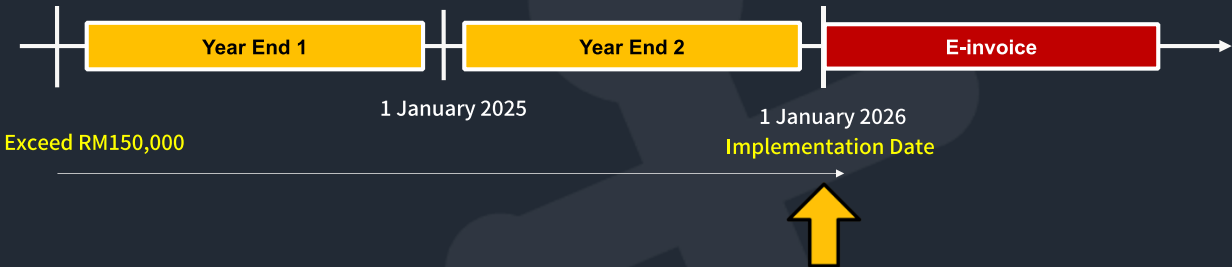 Year End 1
Year End 2
E-invoice
1 January 2025
1 January 2026
Exceed RM150,000
Implementation Date